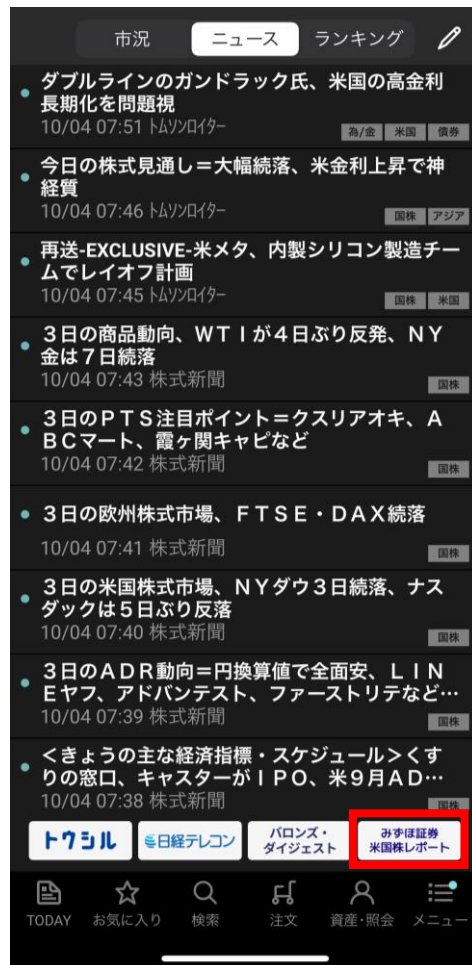 市況 ニュース ランキング
ダブルラインのガンドラック氏、米国の高金利
長期化を問題視
10/04 07:51 ﾄﾑｿﾝﾛｲﾀｰ 為/金 米国 債券
今日の株式見通し＝大幅続落、米金利上昇で神
経質
10/04 07:46 ﾄﾑｿﾝﾛｲﾀｰ 国株 アジア
再送-EXCLUSIVE-米メタ、内製シリコン製造チー
ムでレイオフ計画
10/04 07:45 ﾄﾑｿﾝﾛｲﾀｰ 国株 米国
３日の商品動向、ＷＴＩが４日ぶり反発、ＮＹ
金は７日続落
10/04 07:43 株式新聞 国株
３日のＰＴＳ注目ポイント＝クスリアオキ、Ａ
ＢＣマート、霞ヶ関キャピなど
10/04 07:42 株式新聞 国株
３日の欧州株式市場、ＦＴＳＥ・ＤＡＸ続落
10/04 07:41 株式新聞 国株
３日の米国株式市場、ＮＹダウ３日続落、ナス
ダックは５日ぶり反落
10/04 07:40 株式新聞 国株
３日のＡＤＲ動向＝円換算値で全面安、ＬＩＮ
Ｅヤフ、アドバンテスト、ファーストリテなど…
10/04 07:39 株式新聞 国株
＜きょうの主な経済指標・スケジュール＞くす
りの窓口、キャスターがＩＰＯ、米９月ＡＤ…
10/04 07:38 株式新聞 国株
トウシル 日経テレコン バロンズ・ダイジェスト みずほ証券米国株レポート
TODAY お気に入り 検索 注文 資産・照会 メニュー